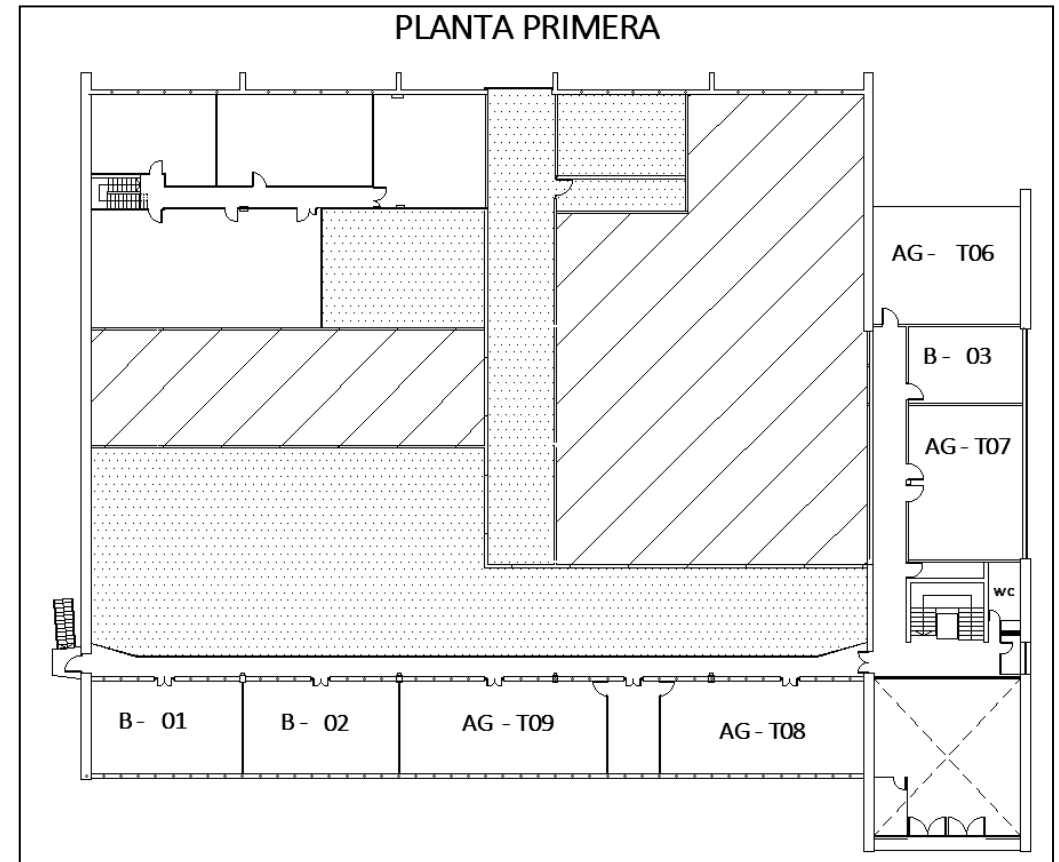 PLANTA PRIMERA
AG - T06
B - 03
AG - T07
WC
B - 01
B - 02
AG - T09
AG - T08